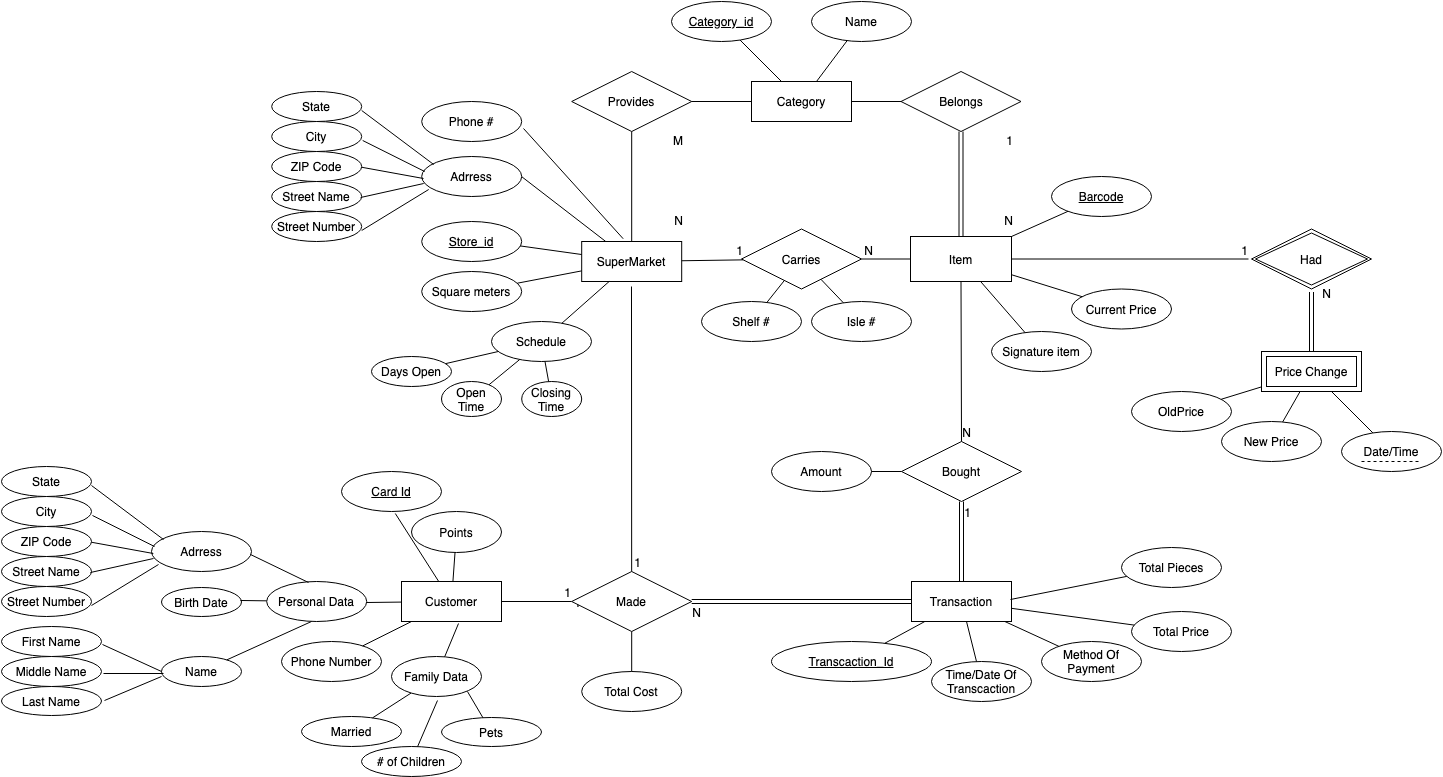 Category_id
Name
Provides
Category
Belongs
M
1
State
City
ZIP Code
Street Name
Street Number
Phone #
Adrress
Store_id
Square meters
Schedule
Days Open
Open
Time
Closing
Time
N
SuperMarket
1
Carries
N
Shelf #
Isle #
N
Item
Barcode
Current Price
Signature item
1
Had
N
Price Change
OldPrice
New Price
Date/Time
N
Amount
Bought
1
State
City
ZIP Code
Street Name
Street Number
Adrress
Birth Date
Personal Data
First Name
Middle Name
Last Name
Name
Card Id
Points
Customer
Phone Number
Family Data
Married
# of Children
Pets
1
1
Made
N
Total Cost
Transaction
Total Pieces
Total Price
Method Of
Payment
Time/Date Of
Transcaction
Transcaction_Id